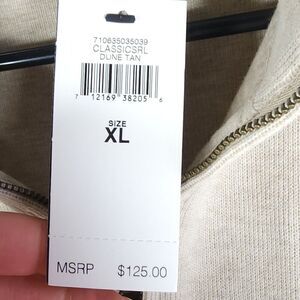 710635035039
CLASSICSRL
DUNE TAN
7 12169 38205 6
SIZE
XL
MSRP $125.00